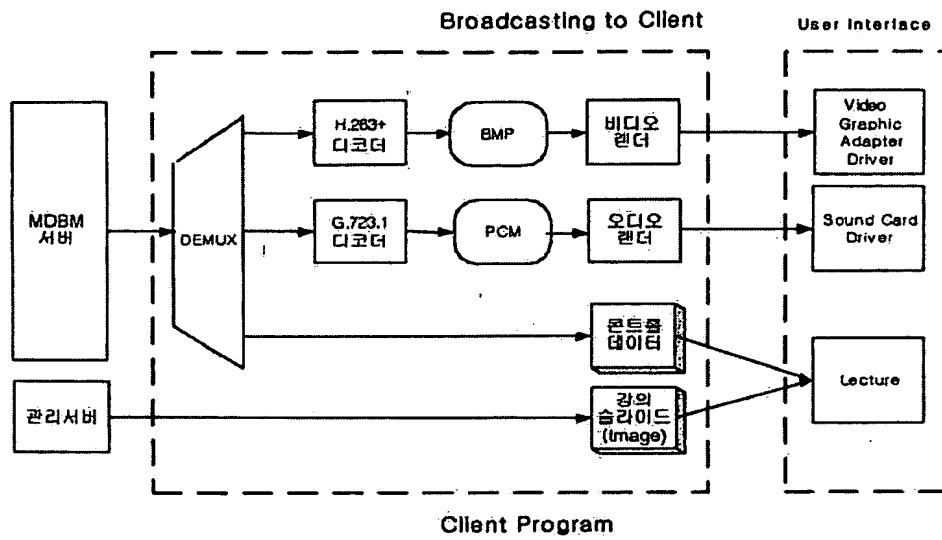 Broadcasting to Client
User Interface
MDBM
서버
DEMUX
H.263+
디코더
BMP
비디오
랜더
Video
Graphic
Adapter
Driver
G.723.1
디코더
PCM
오디오
랜더
Sound Card
Driver
콘트롤
데이터
Lecture
관리서버
강의
슬라이드
(Image)
Client Program